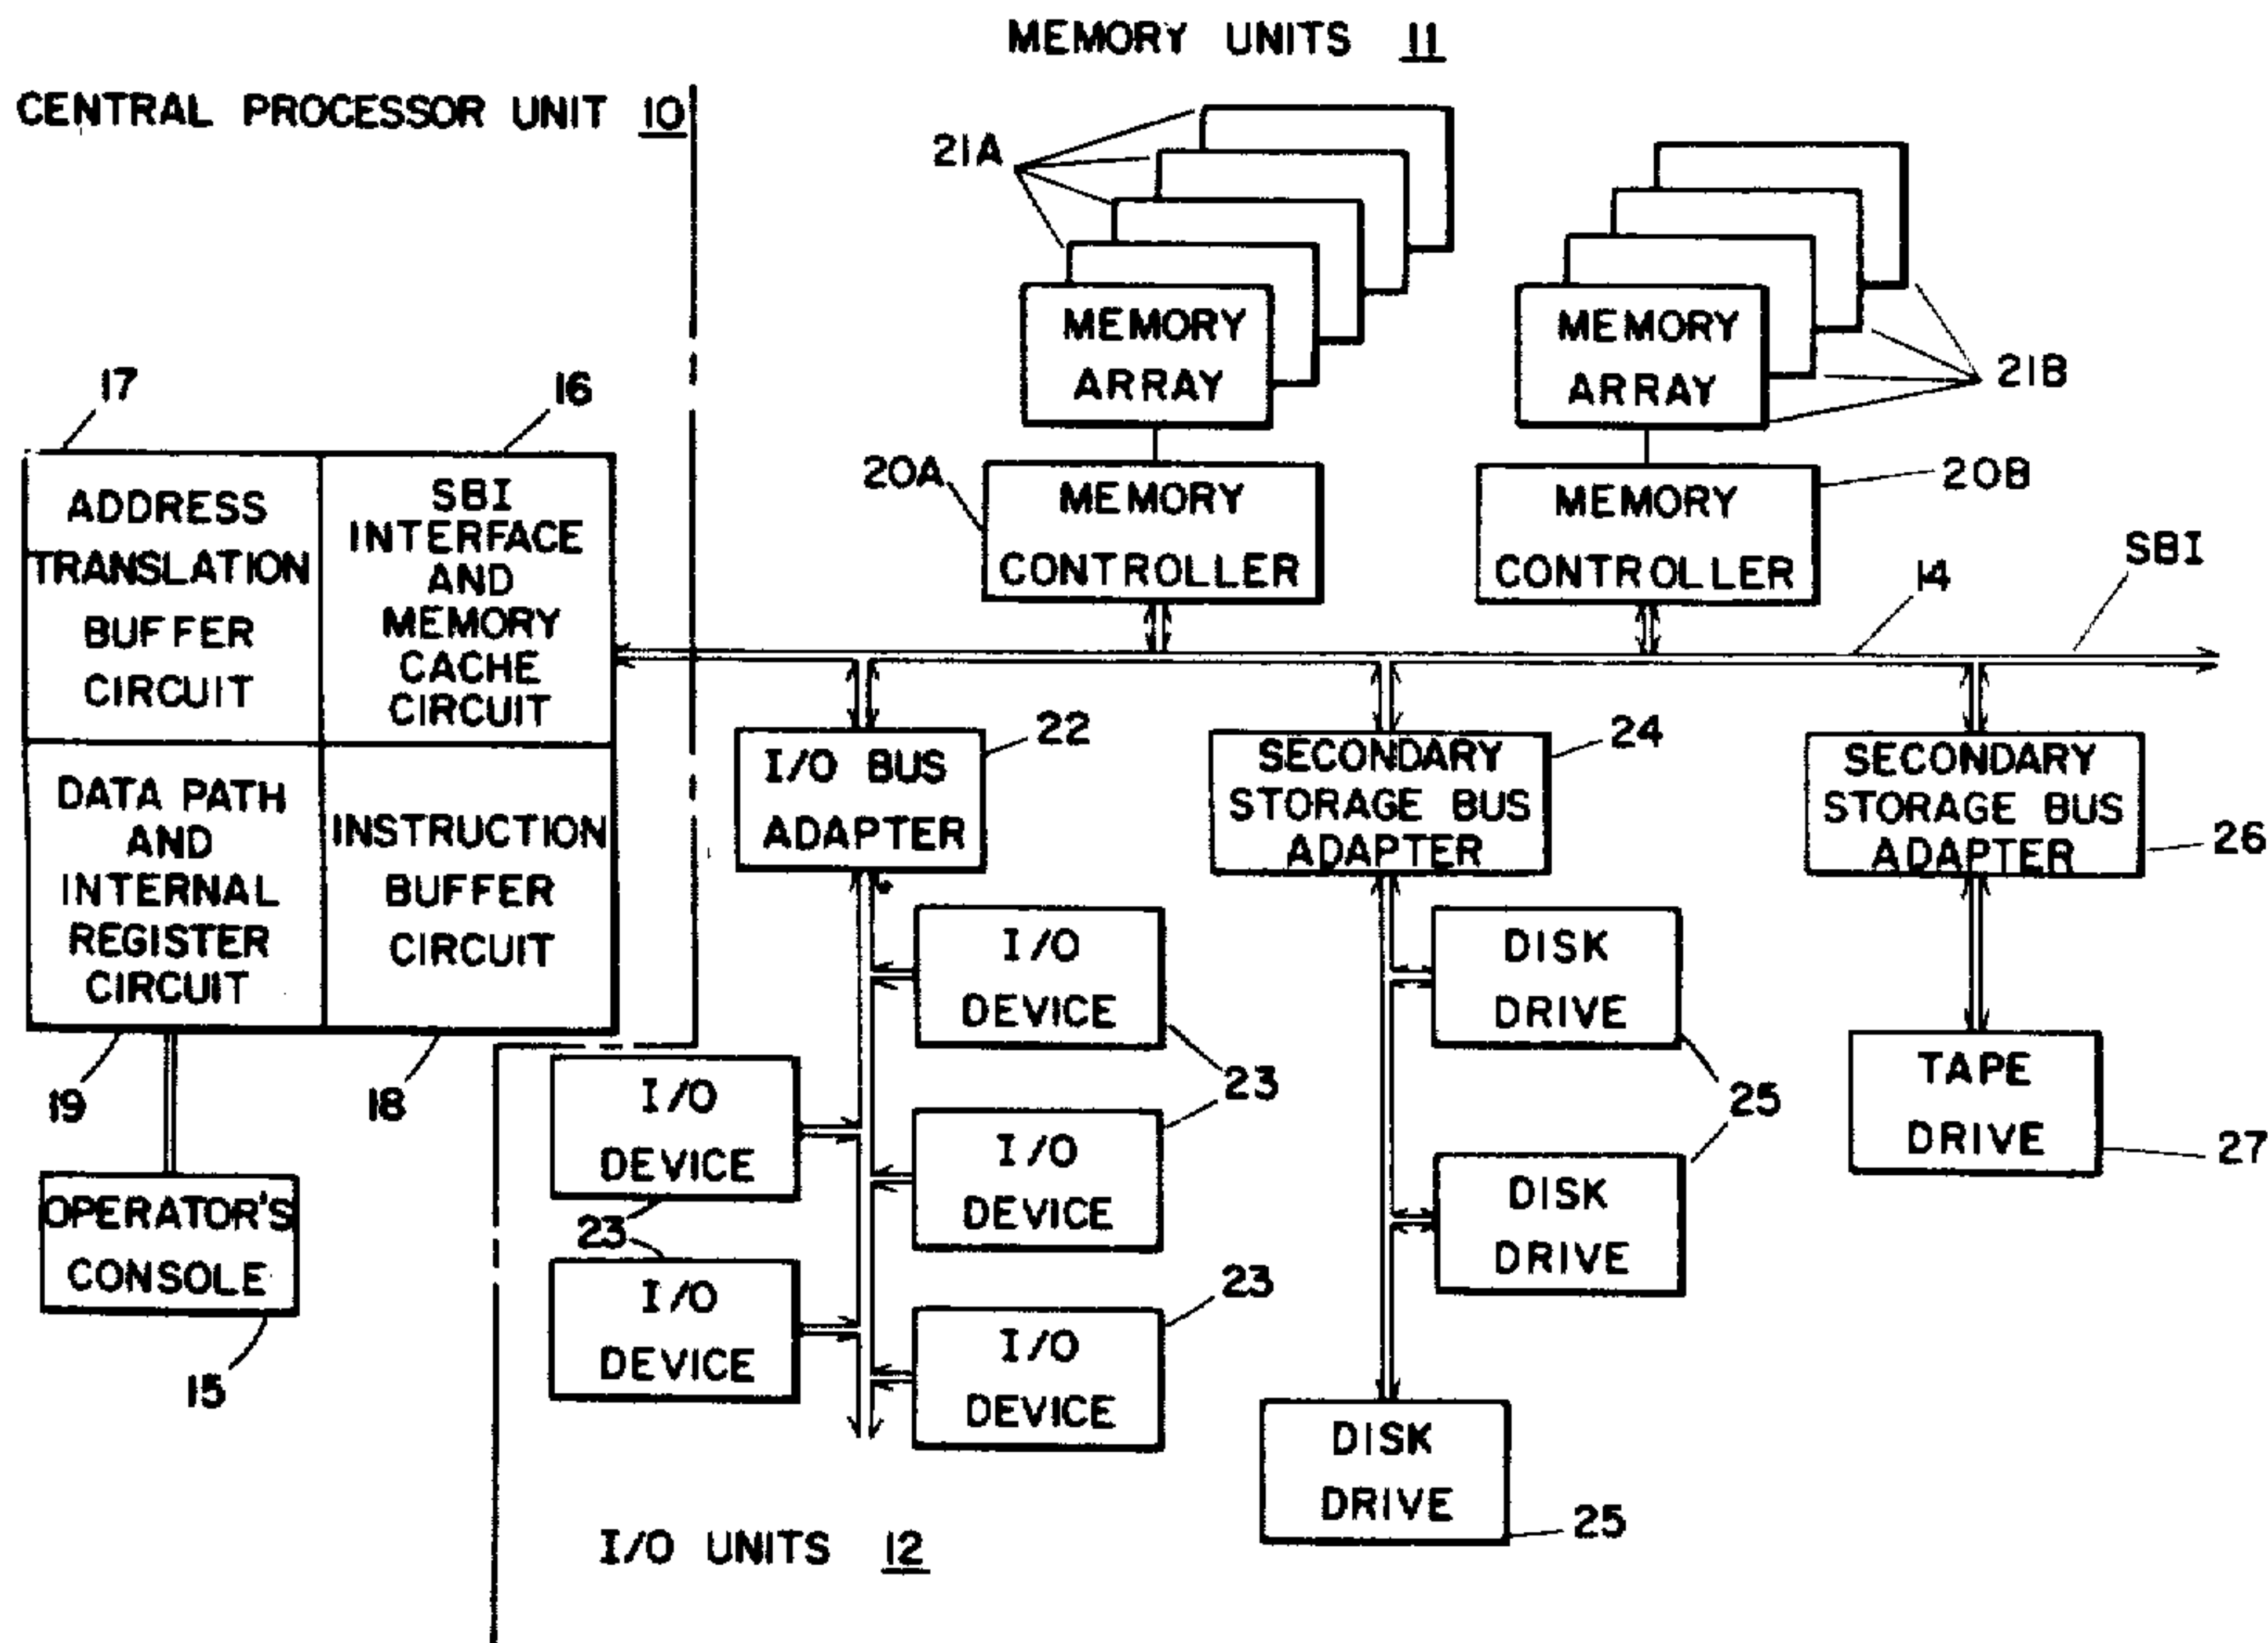 MEMORY UNITS 11
CENTRAL PROCESSOR UNIT 10
21A
MEMORY
ARRAY
MEMORY
ARRAY
21B
17
16
20A
MEMORY
CONTROLLER
MEMORY
CONTROLLER
20B
14
SBI
ADDRESS
TRANSLATION
BUFFER
CIRCUIT
SBI
INTERFACE
AND
MEMORY
CACHE
CIRCUIT
DATA PATH
AND
INTERNAL
REGISTER
CIRCUIT
INSTRUCTION
BUFFER
CIRCUIT
19
18
OPERATOR'S
CONSOLE
15
I/O BUS
ADAPTER
22
SECONDARY
STORAGE BUS
ADAPTER
24
SECONDARY
STORAGE BUS
ADAPTER
26
I/O
DEVICE
I/O
DEVICE
23
I/O
DEVICE
23
I/O
DEVICE
I/O
DEVICE
23
DISK
DRIVE
25
DISK
DRIVE
DISK
DRIVE
25
TAPE
DRIVE
27
I/O UNITS 12